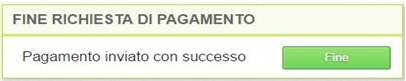 FINE RICHIESTA DI PAGAMENTO
Pagamento inviato con successo Fine